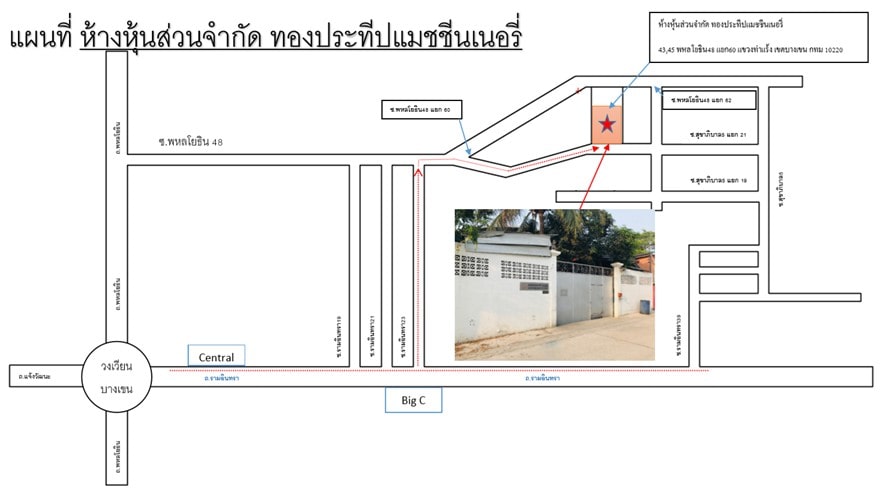 แผนที่ ห้างหุ้นส่วนจำกัด ทองประทีปแมชชีนเนอรี่
ห้างหุ้นส่วนจำกัด ทองประทีปแมชชีนเนอรี่
43,45 พหลโยธิน48 แยก60 แขวงท่าแร้ง เขตบางเขน กทม 10220
ซ.พหลโยธิน48 แยก 60
ซ.พหลโยธิน48 แยก 62
ถ.พหลโยธิน
ซ.พหลโยธิน 48
ซ.สุขาภิบาล5 แยก 21
ซ.สุขาภิบาล5 แยก 19
ซ.สุขาภิบาล5
ถ.พหลโยธิน
ซ.รามอินทรา19
ซ.รามอินทรา21
ซ.รามอินทรา23
ซ.รามอินทรา39
Central
วงเวียน
บางเขน
ถ.แจ้งวัฒนะ
ถ.รามอินทรา
ถ.รามอินทรา
Big C
ถ.พหลโยธิน